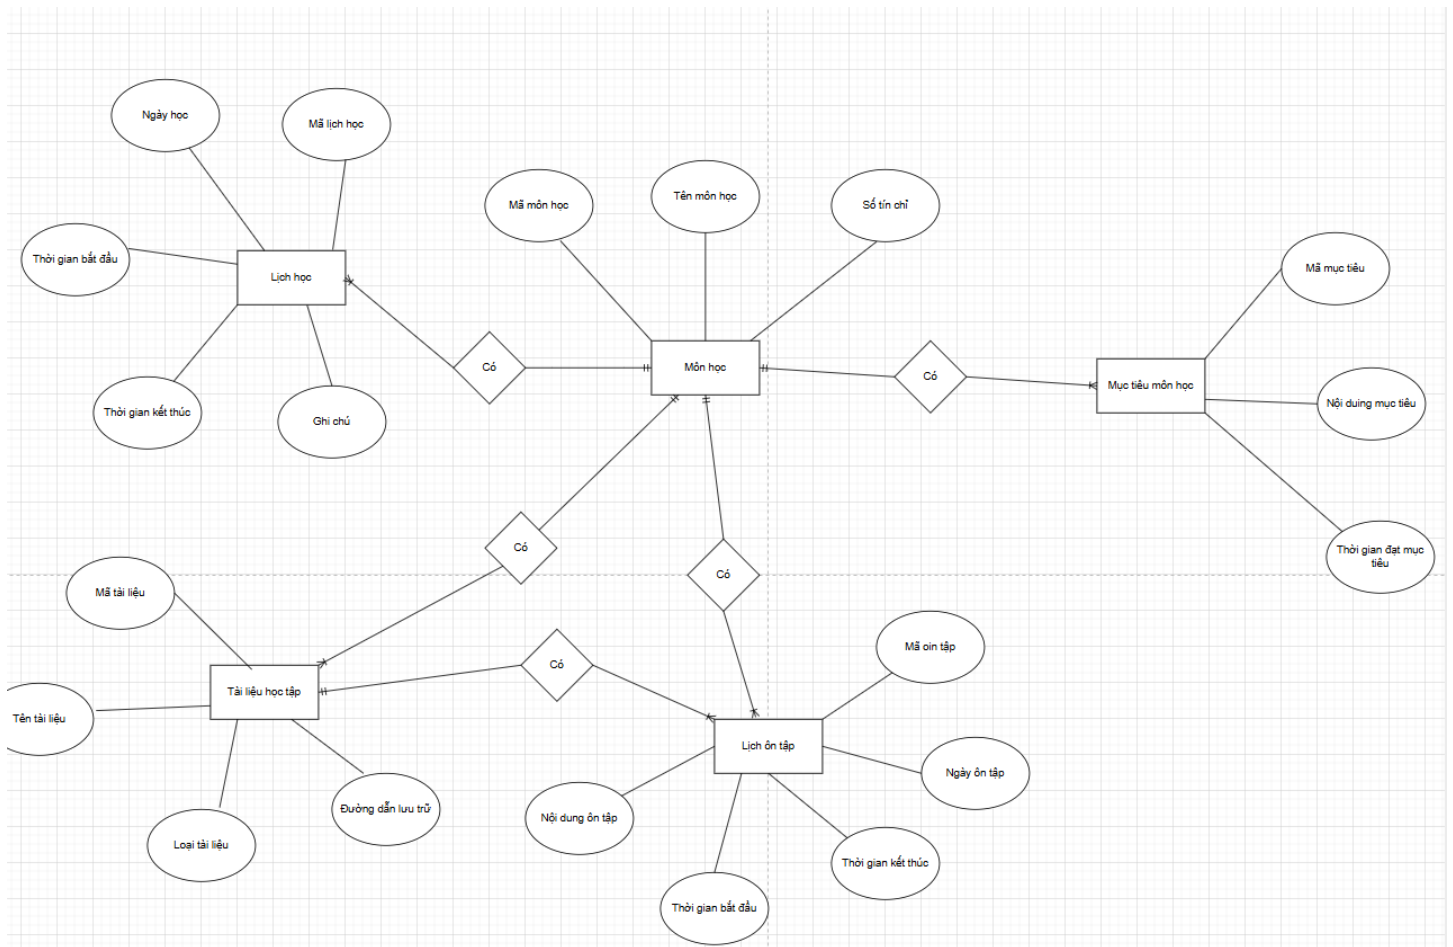 Ngày học
Mã lịch học
Tên môn học
Mã môn học
Số tín chỉ
Thời gian bắt đầu
Lịch học
Mã mục tiêu
Có
Môn học
Có
Mục tiêu môn học
Nội duing mục tiêu
Thời gian kết thúc
Ghi chú
Có
Có
Thời gian đạt mục
tiêu
Mã tài liệu
Mã oin tập
Có
Tài liệu học tập
Tên tài liệu
Lịch ôn tập
Ngày ôn tập
Đường dẫn lưu trữ
Nội dung ôn tập
Loại tài liệu
Thời gian kết thúc
Thời gian bắt đầu